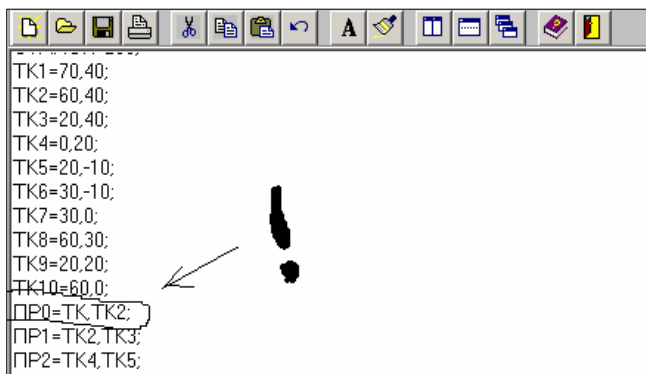 ТК1=70,40;
ТК2=60,40;
ТК3=20,40;
ТК4=0,20;
ТК5=20,-10;
ТК6=30,-10;
ТК7=30,0;
ТК8=60,30;
ТК9=20,20;
ТК10=60,0;
ПР0=ТК,ТК2;
ПР1=ТК2,ТК3;
ПР2=ТК4,ТК5;
A
!